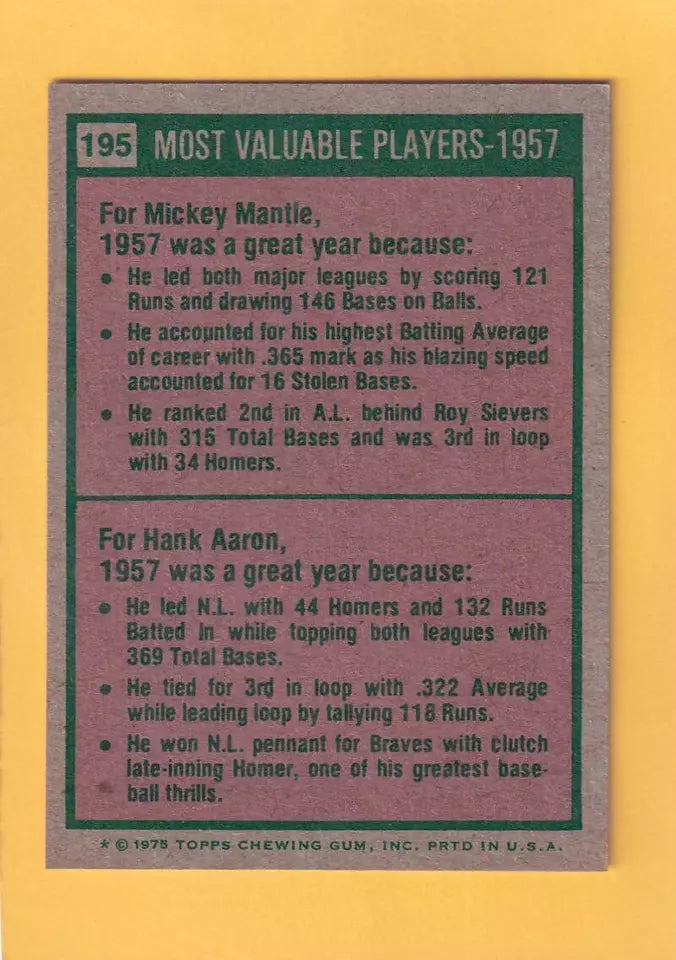 195 MOST VALUABLE PLAYERS-1957
For Mickey Mantle,
1957 was a great year because:
• He led both major leagues by scoring 121
Runs and drawing 146 Bases on Balls.
• He accounted for his highest Batting Average
of career with .365 mark as his blazing speed
accounted for 16 Stolen Bases.
• He ranked 2nd in A.L. behind Roy Sievers
with 315 Total Bases and was 3rd in loop
with 34 Homers.
For Hank Aaron,
1957 was a great year because:
• He led N.L. with 44 Homers and 132 Runs
Batted In while topping both leagues with
369 Total Bases.
• He tied for 3rd in loop with .322 Average
while leading loop by tallying 118 Runs.
• He won N.L. pennant for Braves with clutch
late-inning Homer, one of his greatest base-
ball thrills.
* © 1975 TOPPS CHEWING GUM, INC. PRTD IN U.S.A.